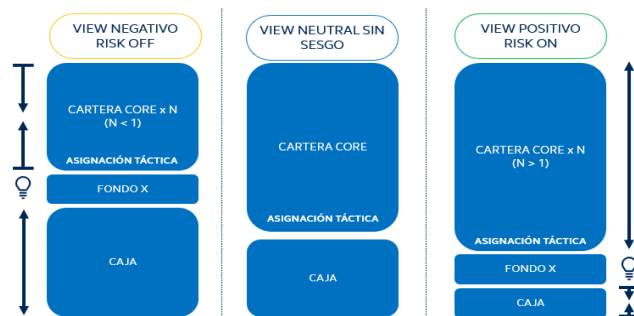 VIEW NEGATIVO
RISK OFF
CARTERA CORE x N
(N < 1)
ASIGNACIÓN TÁCTICA
FONDO X
CAJA
VIEW NEUTRAL SIN
SESGO
CARTERA CORE
ASIGNACIÓN TÁCTICA
CAJA
VIEW POSITIVO
RISK ON
CARTERA CORE x N
(N > 1)
ASIGNACIÓN TÁCTICA
FONDO X
CAJA